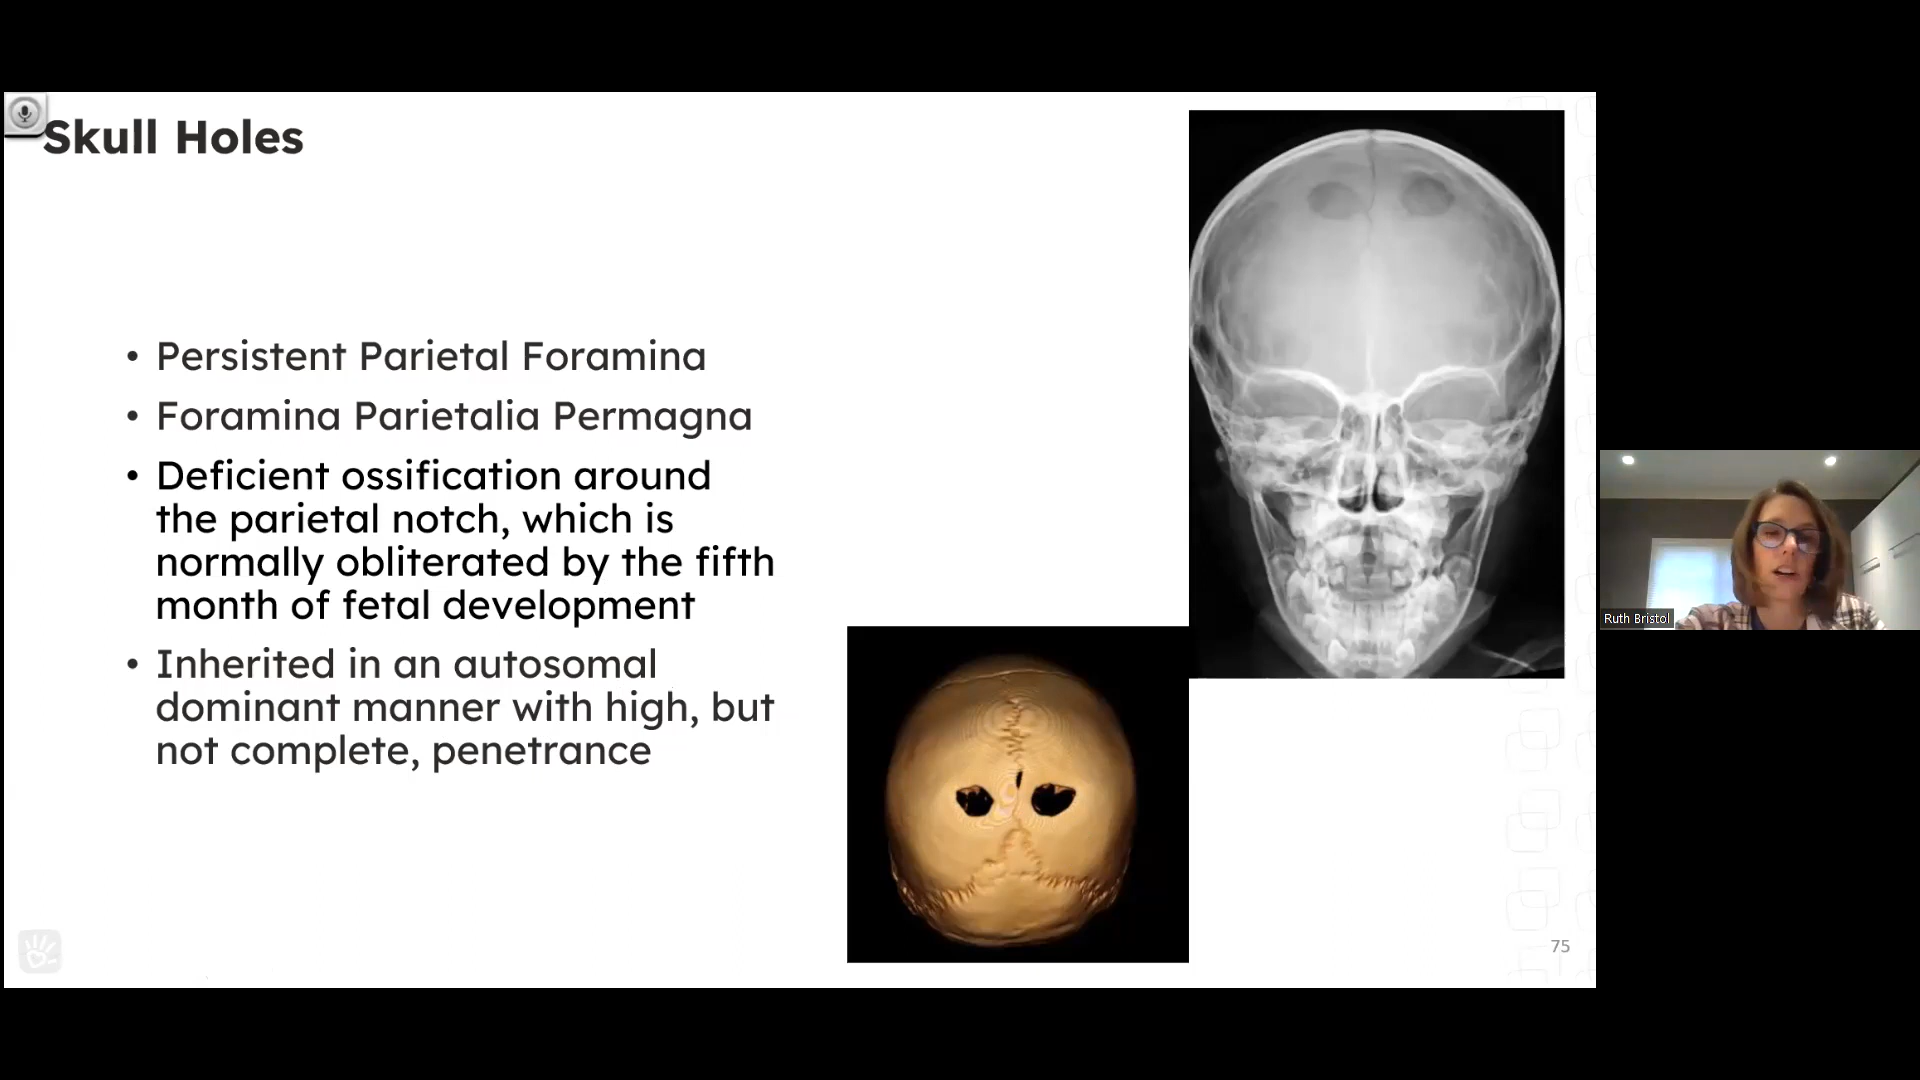 Skull Holes
• Persistent Parietal Foramina
• Foramina Parietalia Permagna
• Deficient ossification around
the parietal notch, which is
normally obliterated by the fifth
month of fetal development
• Inherited in an autosomal
dominant manner with high, but
not complete, penetrance
75
Ruth Bristol